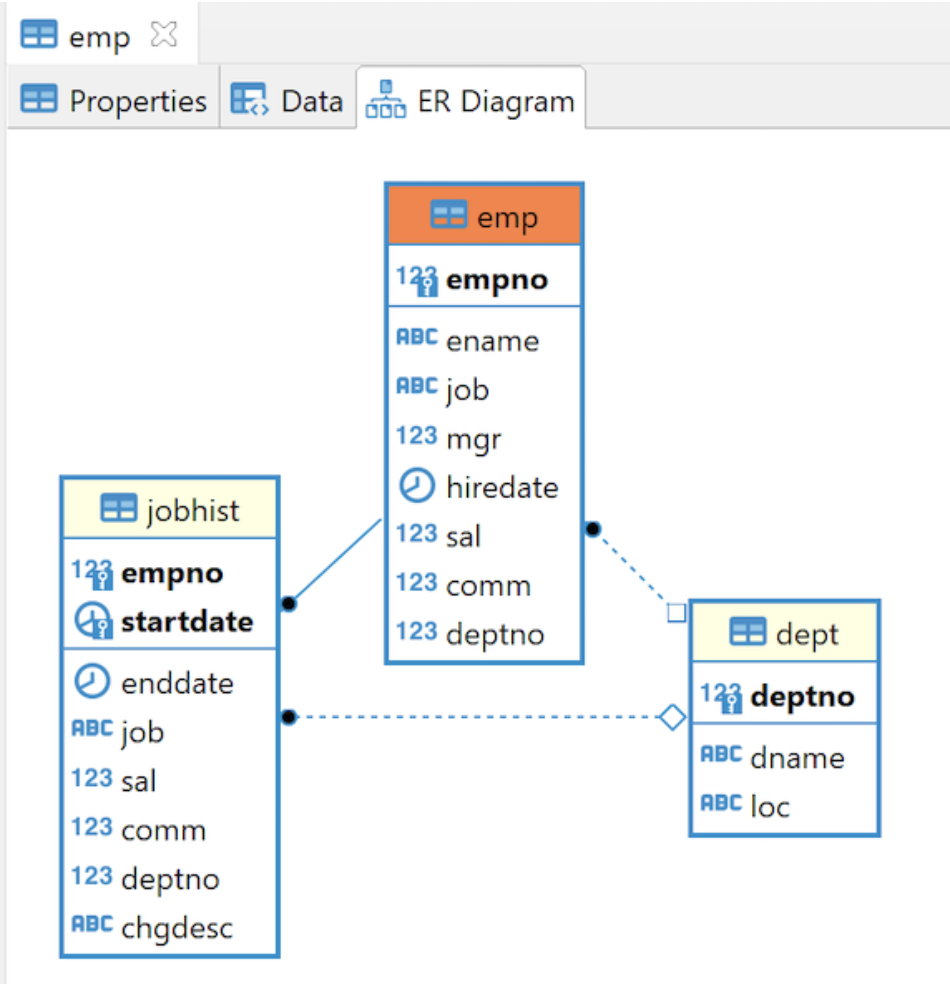 emp
Properties
Data
ER Diagram
emp
123 empno
ABC ename
ABC job
123 mgr
hiredate
123 sal
123 comm
123 deptno
jobhist
123 empno
startdate
enddate
ABC job
123 sal
123 comm
123 deptno
ABC chgdesc
dept
123 deptno
ABC dname
ABC loc